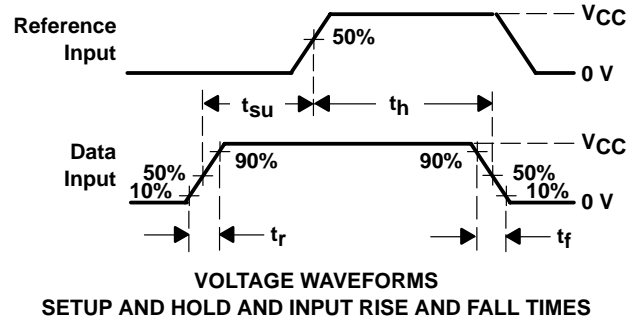 Reference
Input
50%
VCC
0 V
tsu
th
Data
Input
50%
10%
90%
90%
VCC
50%
10%
0 V
tr
tf
VOLTAGE WAVEFORMS
SETUP AND HOLD AND INPUT RISE AND FALL TIMES